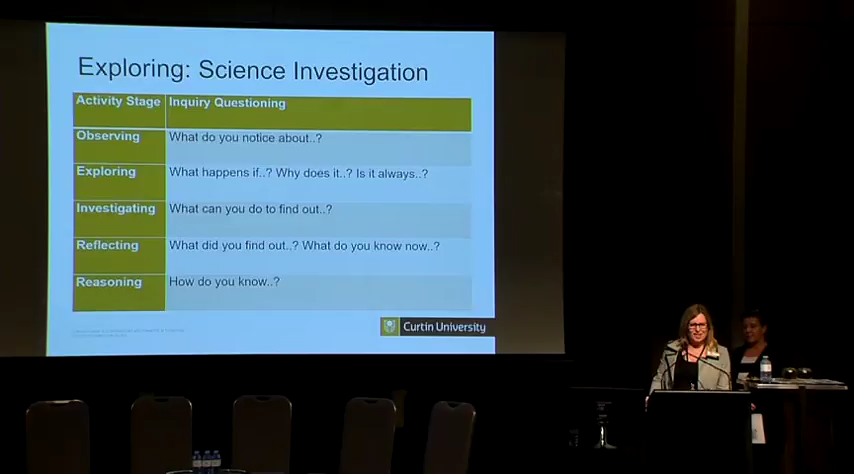 Exploring: Science Investigation
Activity Stage Inquiry Questioning
Observing What do you notice about..?
Exploring What happens if..? Why does it..? Is it always..?
Investigating What can you do to find out..?
Reflecting What did you find out..? What do you know now..?
Reasoning How do you know..?
Curtin University